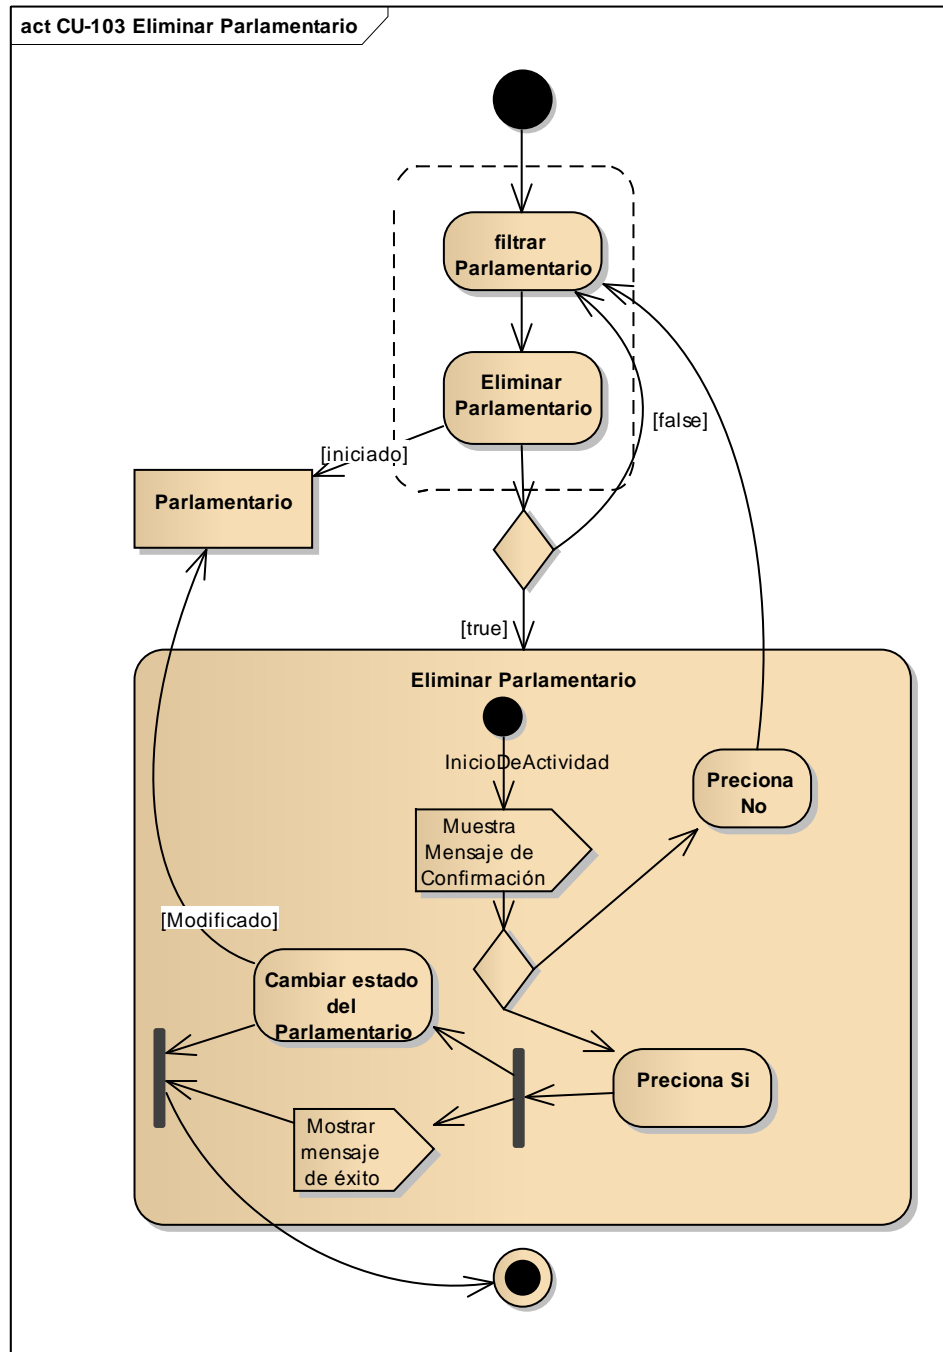 act CU-103 Eliminar Parlamentario
filtrar
Parlamentario
Eliminar
Parlamentario
[false]
[iniciado]
Parlamentario
[true]
Eliminar Parlamentario
InicioDeActividad
Preciona
No
Muestra
Mensaje de
Confirmación
[Modificado]
Cambiar estado
del
Parlamentario
Preciona Si
Mostrar
mensaje
de éxito